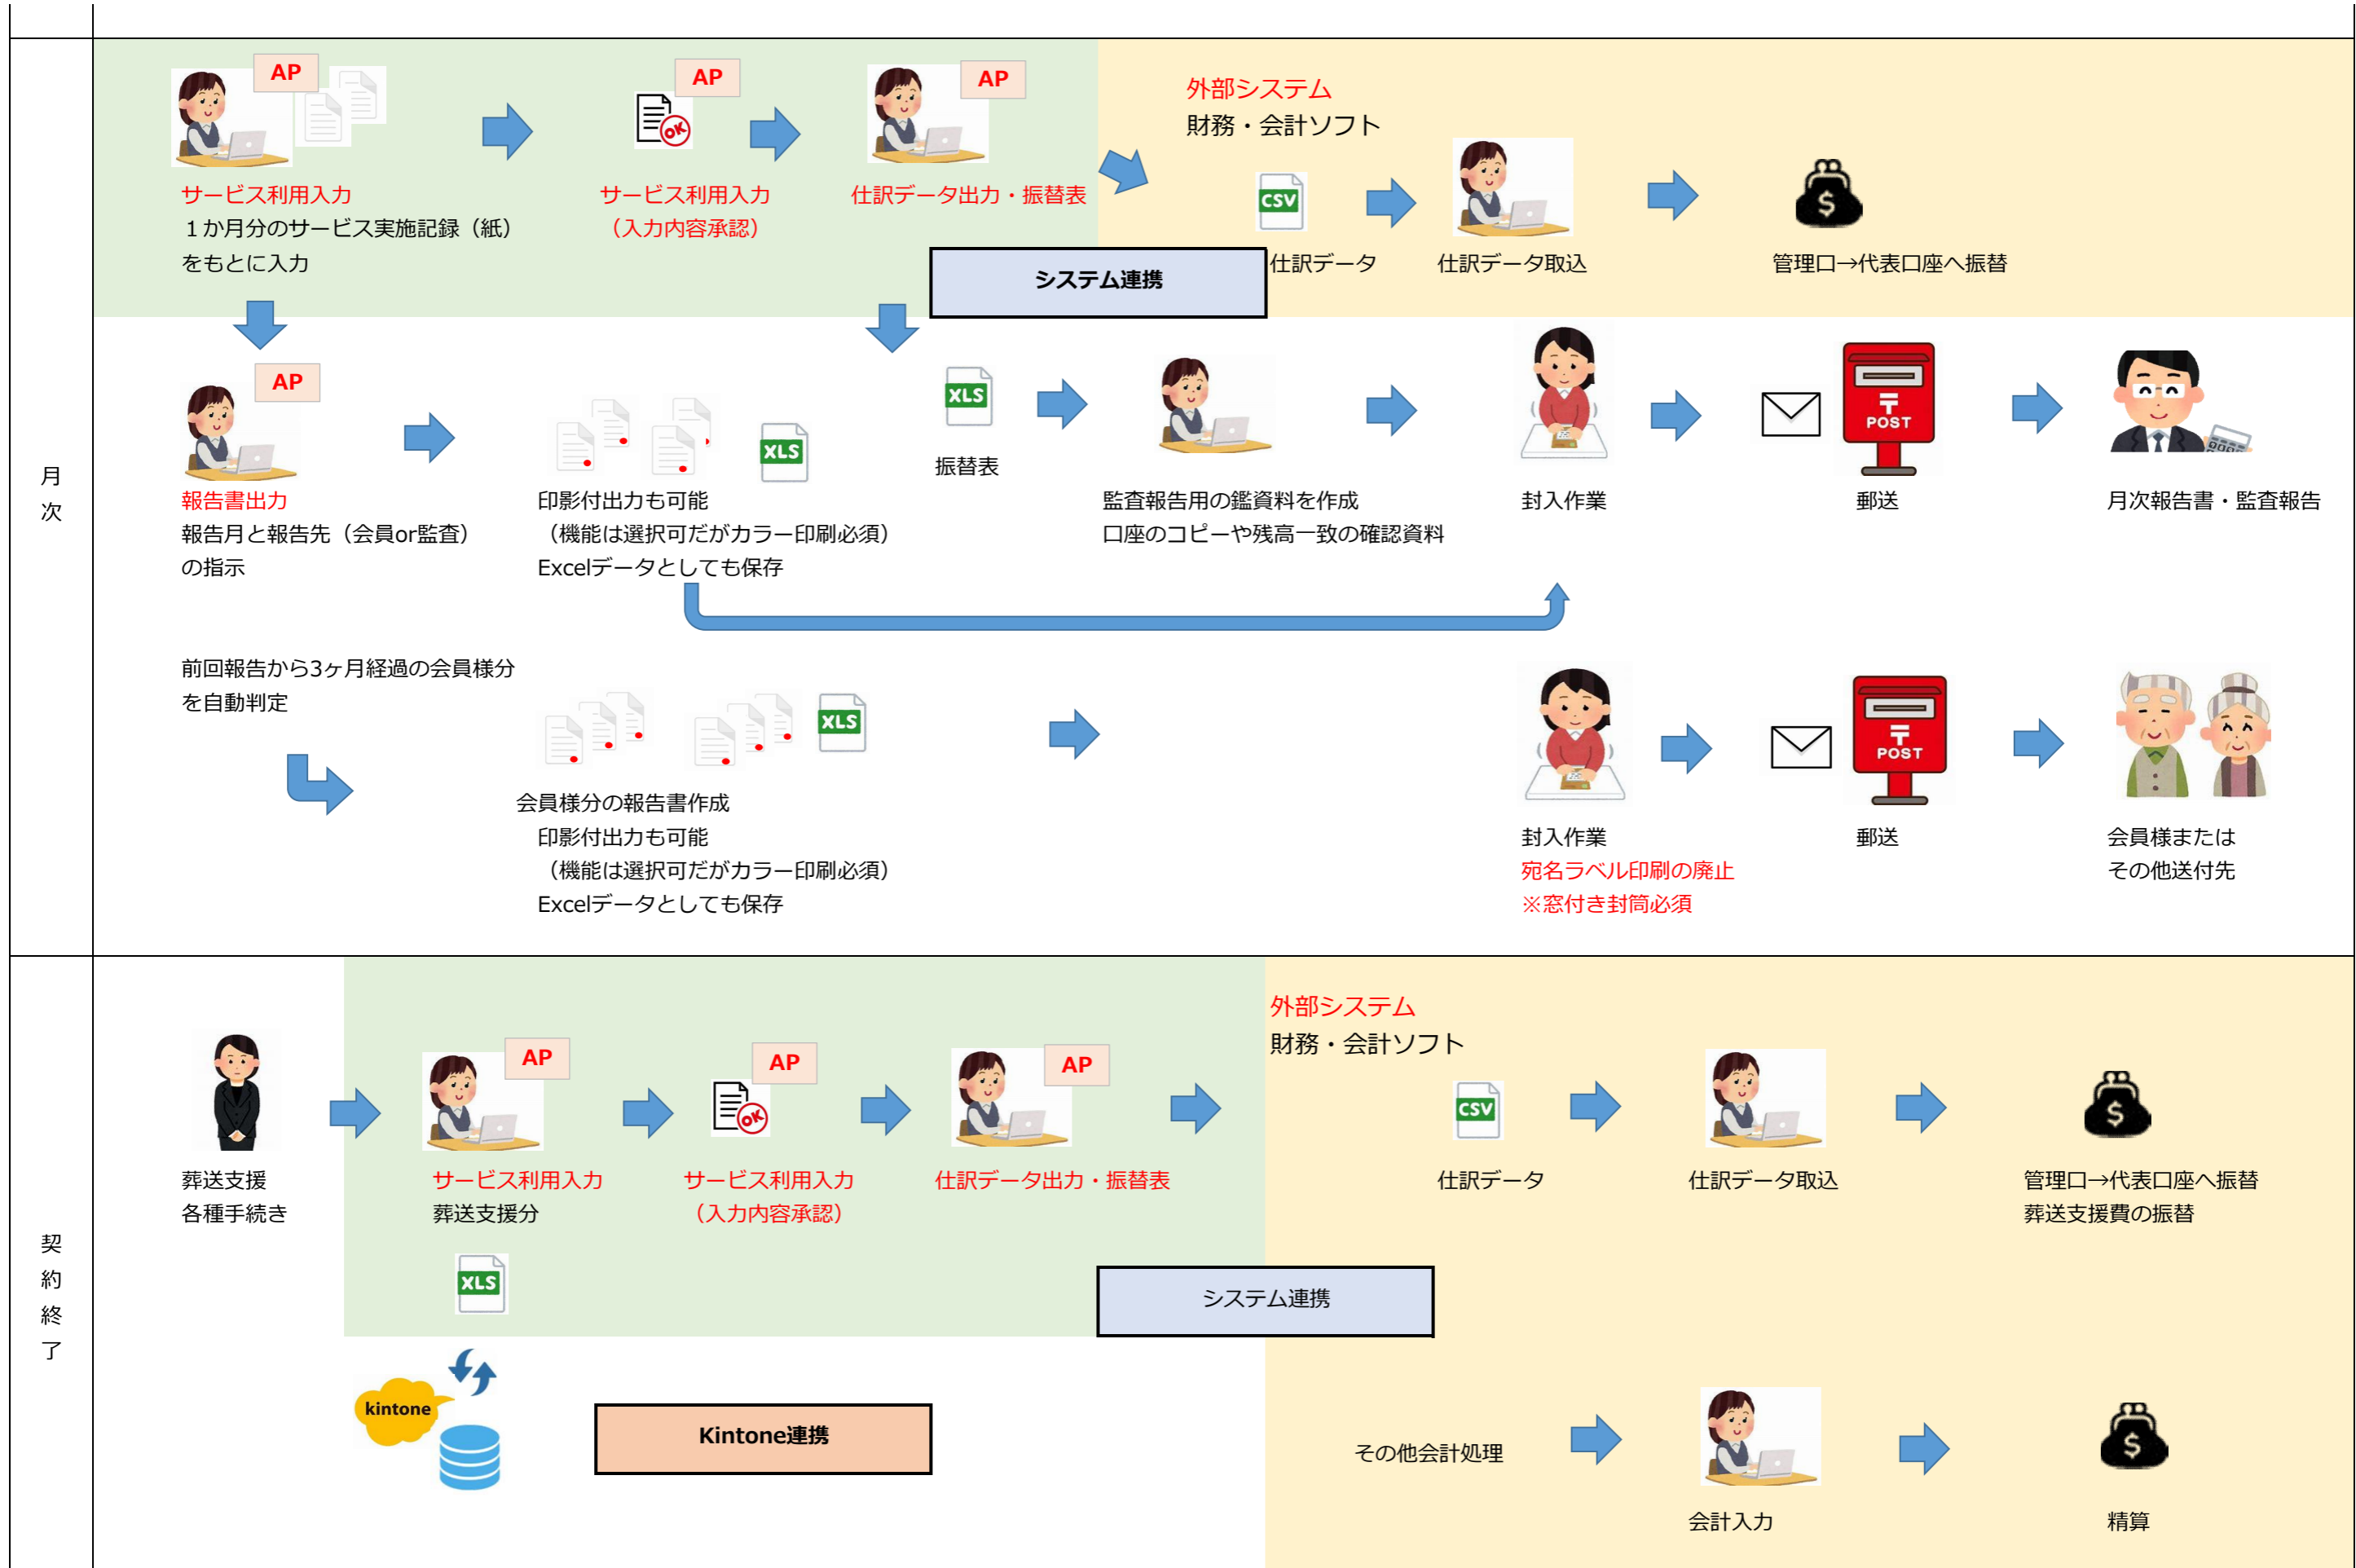 AP
AP
AP
外部システム
財務・会計ソフト
サービス利用入力
１か月分のサービス実施記録（紙）
をもとに入力
サービス利用入力
（入力内容承認）
仕訳データ出力・振替表
CSV
OK
$
仕訳データ
仕訳データ取込
管理口→代表口座へ振替
システム連携
月次
AP
XLS
XLS
振替表
POST
報告書出力
報告月と報告先（会員or監査）
の指示
印影付出力も可能
（機能は選択可だがカラー印刷必須）
Excelデータとしても保存
監査報告用の鑑資料を作成
口座のコピーや残高一致の確認資料
封入作業
郵送
月次報告書・監査報告
前回報告から3ヶ月経過の会員様分
を自動判定
XLS
POST
会員様分の報告書作成
印影付出力も可能
（機能は選択可だがカラー印刷必須）
Excelデータとしても保存
封入作業
宛名ラベル印刷の廃止
※窓付き封筒必須
郵送
会員様または
その他送付先
契約終了
外部システム
財務・会計ソフト
AP
AP
AP
OK
CSV
$
葬送支援
各種手続き
サービス利用入力
葬送支援分
サービス利用入力
（入力内容承認）
仕訳データ出力・振替表
仕訳データ
仕訳データ取込
管理口→代表口座へ振替
葬送支援費の振替
XLS
システム連携
kintone
Kintone連携
その他会計処理
$
会計入力
精算